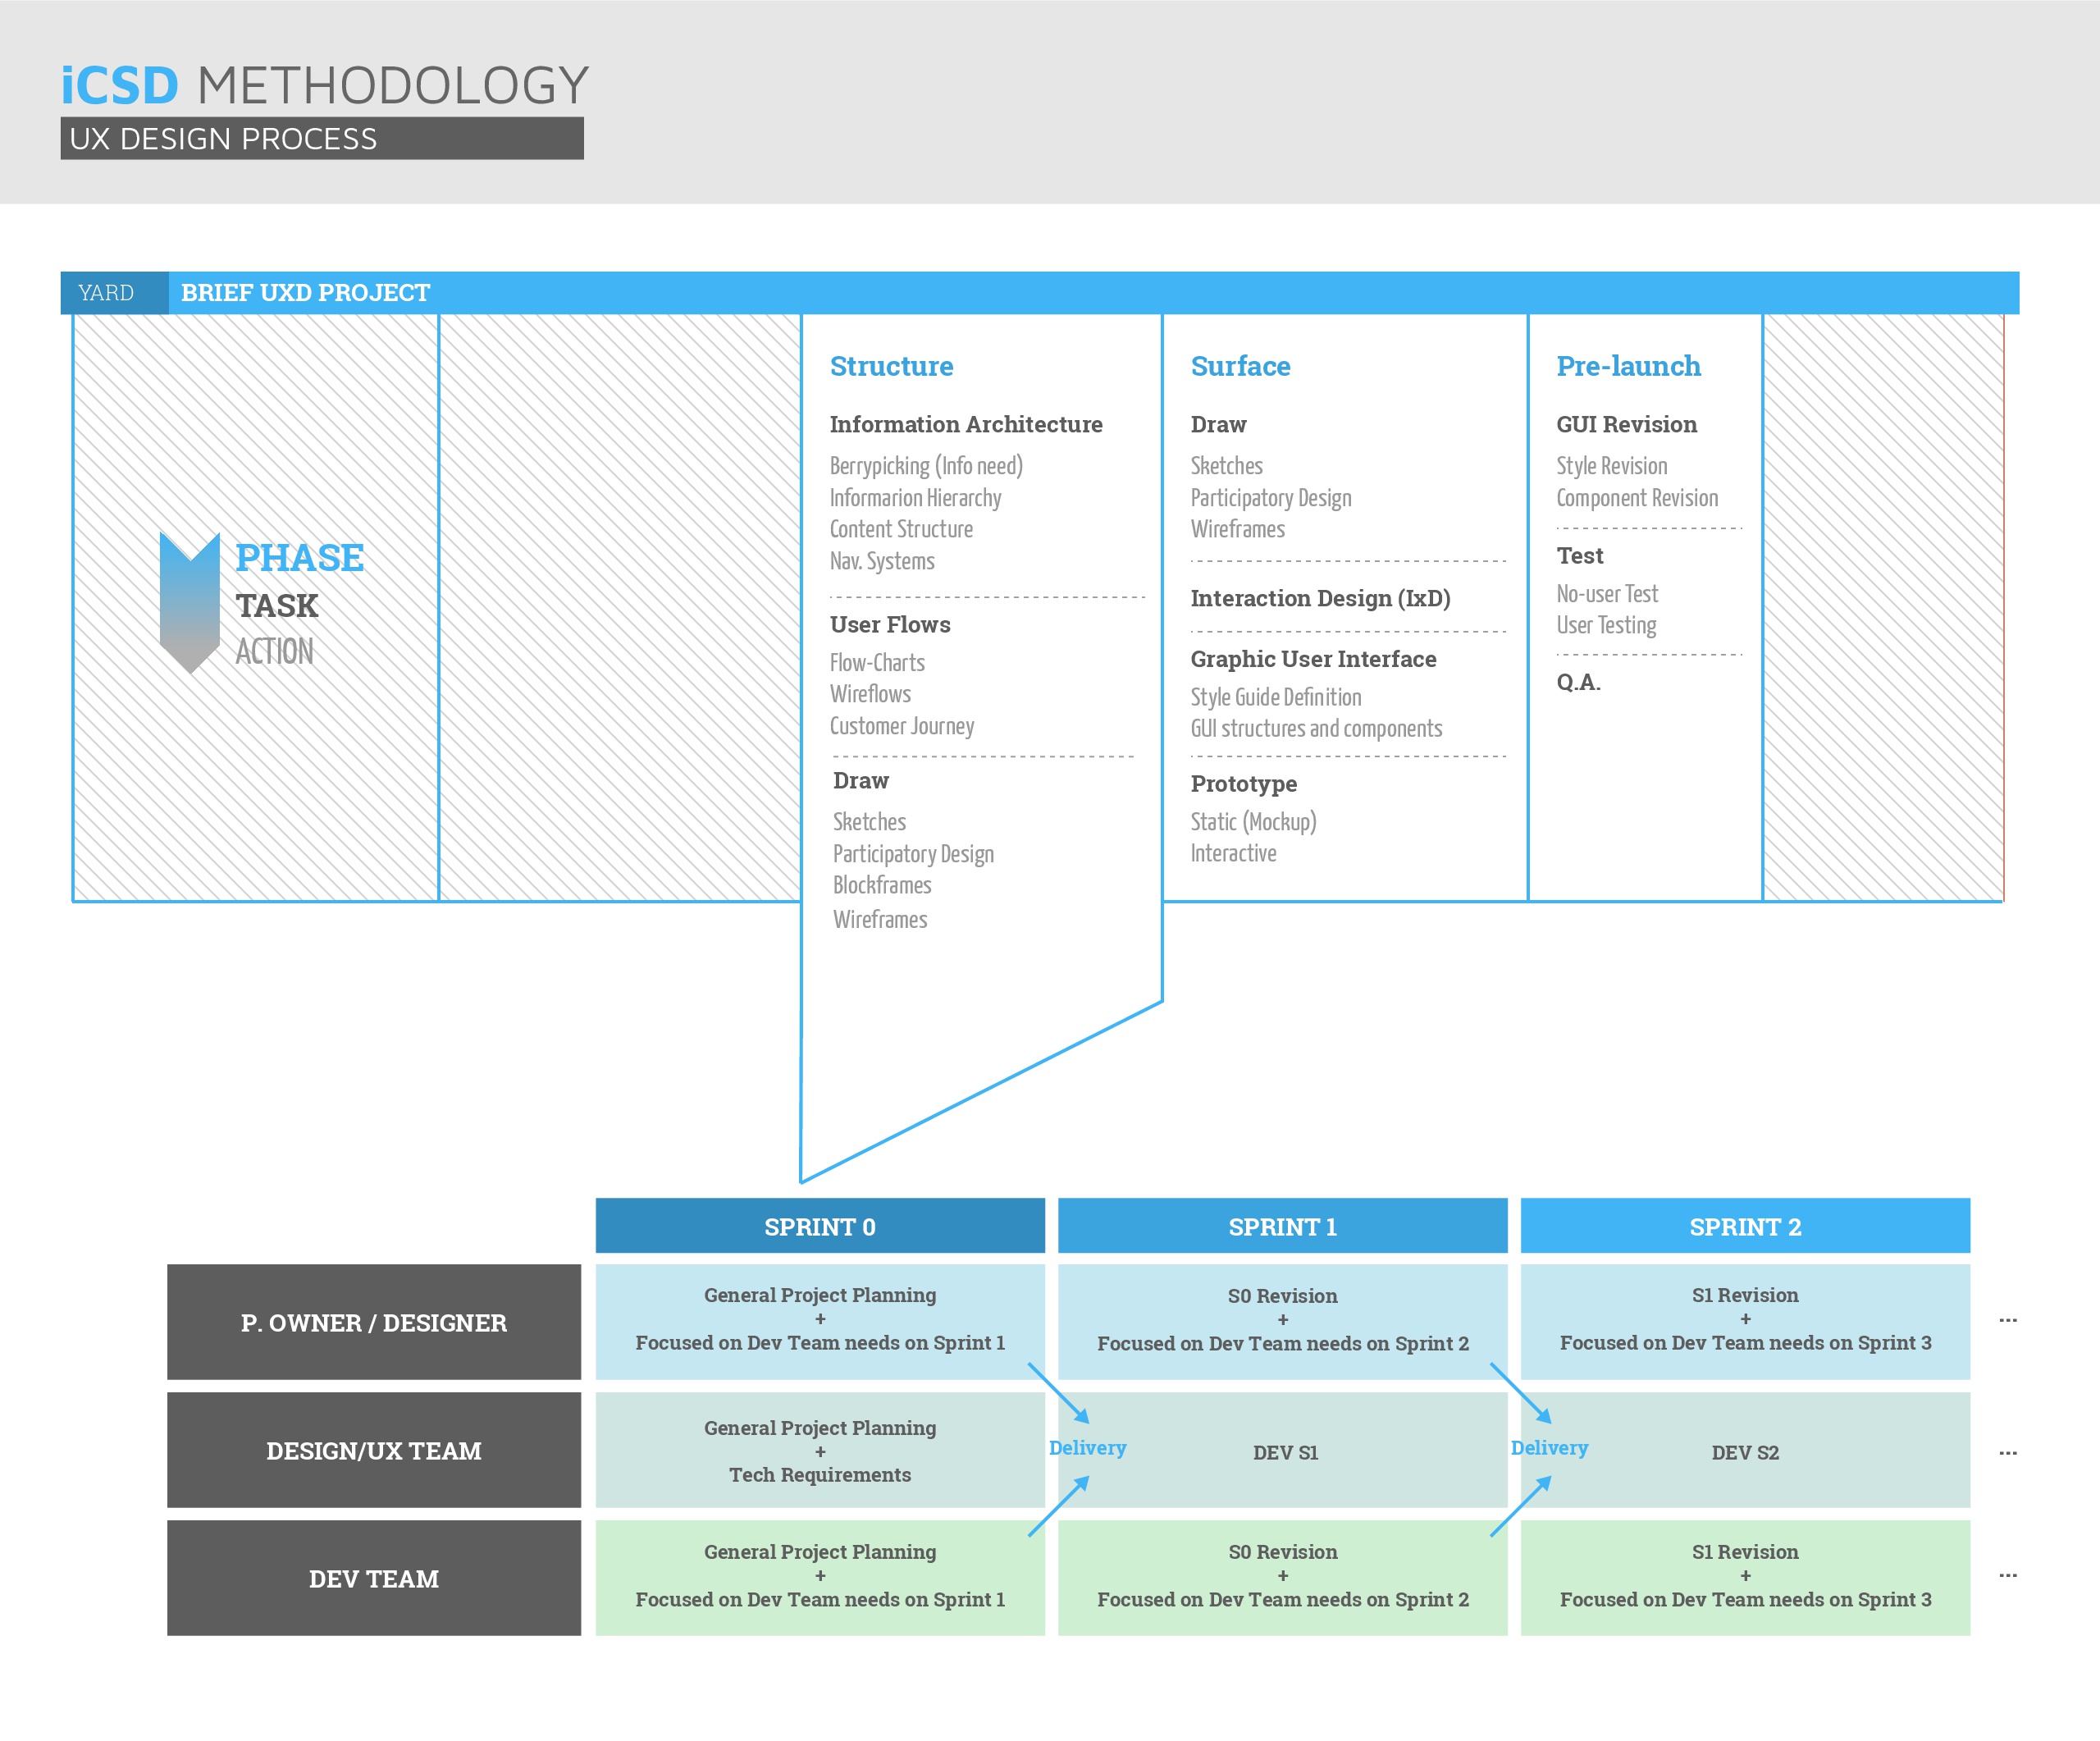 iCSD METHODOLOGY
UX DESIGN PROCESS
YARD
BRIEF UXD PROJECT
PHASE
TASK
ACTION
Structure
Information Architecture
Berrypicking (Info need)
Informarion Hierarchy
Content Structure
Nav. Systems
User Flows
Flow-Charts
Wireflows
Customer Journey
Draw
Sketches
Participatory Design
Blockframes
Wireframes
Surface
Draw
Sketches
Participatory Design
Wireframes
Interaction Design (IxD)
Graphic User Interface
Style Guide Definition
GUI structures and components
Prototype
Static (Mockup)
Interactive
Pre-launch
GUI Revision
Style Revision
Component Revision
Test
No-user Test
User Testing
Q.A.
SPRINT 0
SPRINT 1
SPRINT 2
P. OWNER / DESIGNER
General Project Planning
+
Focused on Dev Team needs on Sprint 1
S0 Revision
+
Focused on Dev Team needs on Sprint 2
S1 Revision
+
Focused on Dev Team needs on Sprint 3
...
DESIGN/UX TEAM
General Project Planning
+
Tech Requirements
Delivery
DEV S1
Delivery
DEV S2
...
DEV TEAM
General Project Planning
+
Focused on Dev Team needs on Sprint 1
S0 Revision
+
Focused on Dev Team needs on Sprint 2
S1 Revision
+
Focused on Dev Team needs on Sprint 3
...